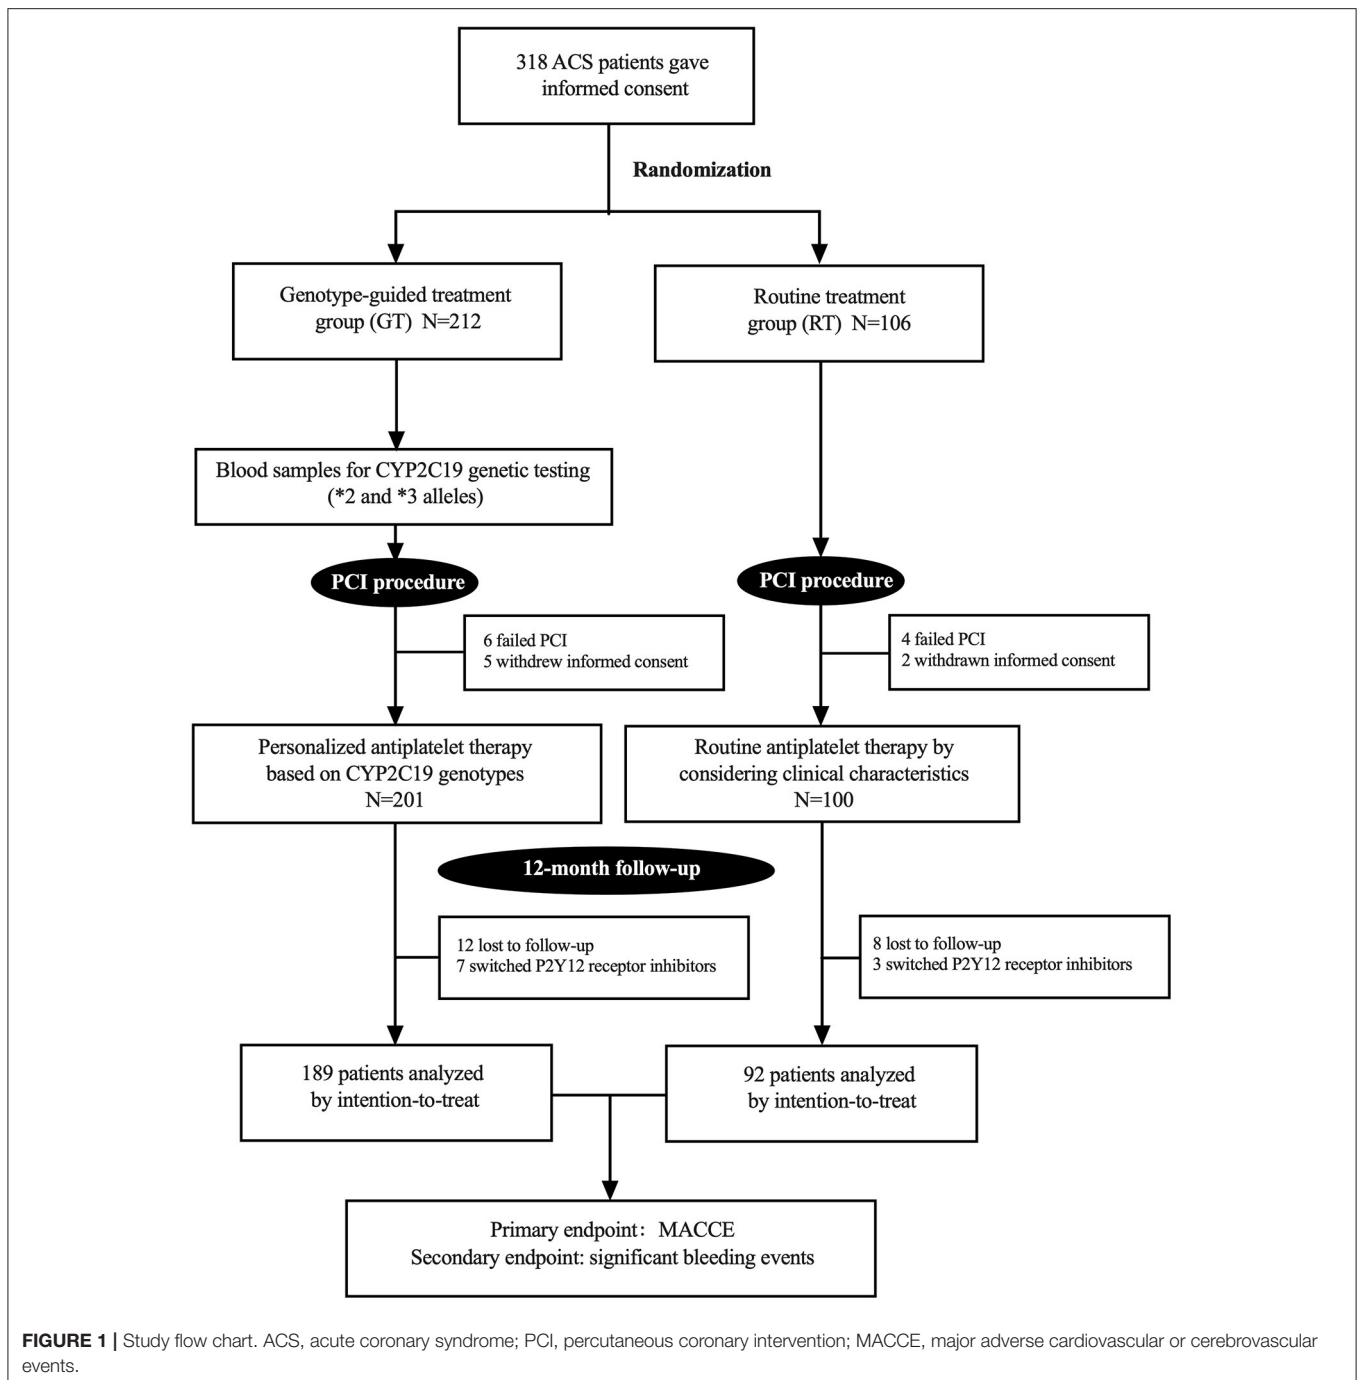 318 ACS patients gave
informed consent
Randomization
Genotype-guided treatment
group (GT) N=212
Routine treatment
group (RT) N=106
Blood samples for CYP2C19 genetic testing
(*2 and *3 alleles)
PCI procedure
PCI procedure
6 failed PCI
5 withdrew informed consent
4 failed PCI
2 withdrawn informed consent
Personalized antiplatelet therapy
based on CYP2C19 genotypes
N=201
Routine antiplatelet therapy by
considering clinical characteristics
N=100
12-month follow-up
12 lost to follow-up
7 switched P2Y12 receptor inhibitors
8 lost to follow-up
3 switched P2Y12 receptor inhibitors
189 patients analyzed
by intention-to-treat
92 patients analyzed
by intention-to-treat
Primary endpoint: MACCE
Secondary endpoint: significant bleeding events
FIGURE 1 | Study flow chart. ACS, acute coronary syndrome; PCI, percutaneous coronary intervention; MACCE, major adverse cardiovascular or cerebrovascular
events.